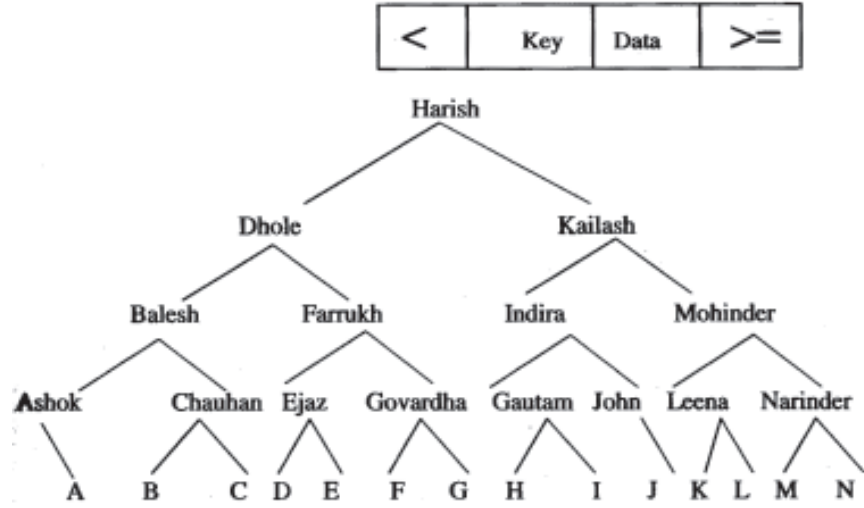 < Key Data >=
Harish
Dhole Kailash
Balesh Farrukh Indira Mohinder
Ashok Chauhan Ejaz Govardha Gautam John Leena Narinder
A B C D E F G H I J K L M N